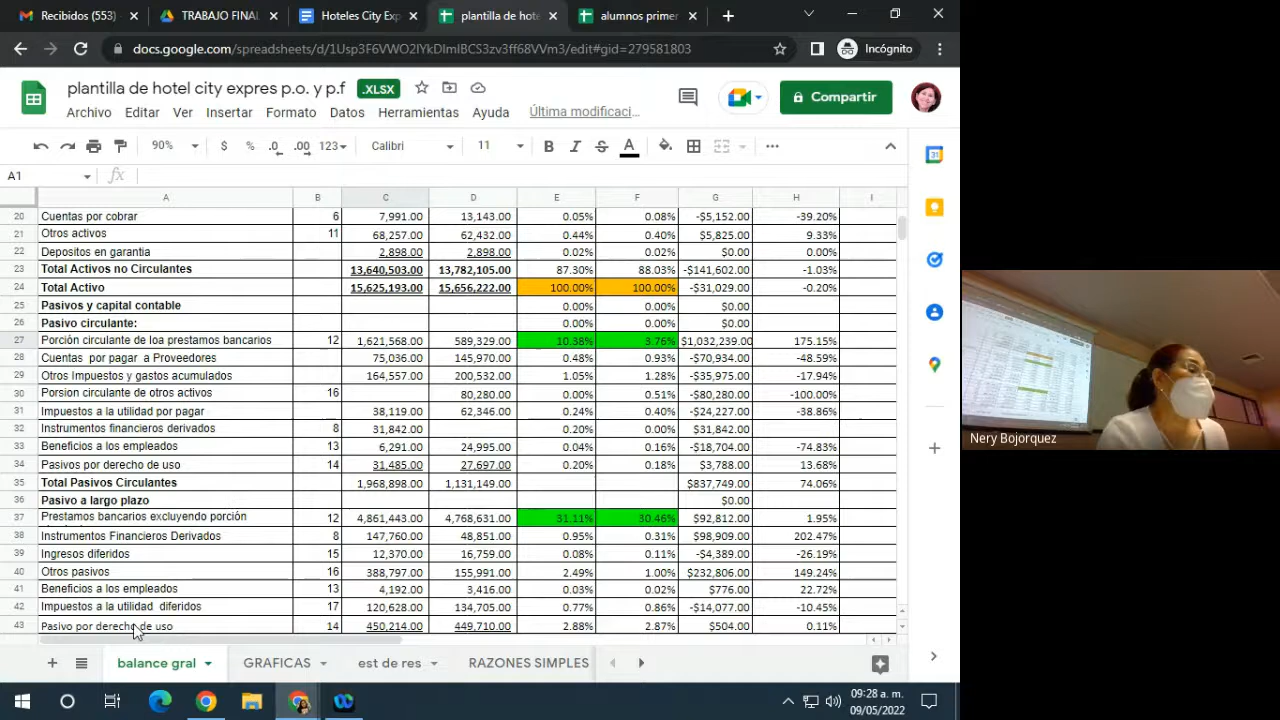 Recibidos (553)
TRABAJO FINAL
Hoteles City Exp
plantilla de hote
alumnos primer
docs.google.com/spreadsheets/d/1Usp3F6VWO2lYkDlmIBCS3zv3ff68VVm3/edit#gid=279581803
Incógnito
plantilla de hotel city expres p.o. y p.f .XLSX
Compartir
Archivo Editar Ver Insertar Formato Datos Herramientas Ayuda Última modificaci...
90% $ % .0 .00 123 Calibri 11 B I S A
A1 fx
A B C D E F G H I
20 Cuentas por cobrar 6 7,991.00 13,143.00 0.05% 0.08% -$5,152.00 -39.20%
21 Otros activos 11 68,257.00 62,432.00 0.44% 0.40% $5,825.00 9.33%
22 Depositos en garantia 2,898.00 2,898.00 0.02% 0.02% $0.00 0.00%
23 Total Activos no Circulantes 13,640,503.00 13,782,105.00 87.30% 88.03% -$141,602.00 -1.03%
24 Total Activo 15,625,193.00 15,656,222.00 100.00% 100.00% -$31,029.00 -0.20%
25 Pasivos y capital contable 0.00% 0.00% $0.00
26 Pasivo circulante: 0.00% 0.00% $0.00
27 Porción circulante de loa prestamos bancarios 12 1,621,568.00 589,329.00 10.38% 3.76% $1,032,239.00 175.15%
28 Cuentas por pagar a Proveedores 75,036.00 145,970.00 0.48% 0.93% -$70,934.00 -48.59%
29 Otros Impuestos y gastos acumulados 164,557.00 200,532.00 1.05% 1.28% -$35,975.00 -17.94%
30 Porsion circulante de otros activos 16 80,280.00 0.00% 0.51% -$80,280.00 -100.00%
31 Impuestos a la utilidad por pagar 38,119.00 62,346.00 0.24% 0.40% -$24,227.00 -38.86%
32 Instrumentos financieros derivados 8 31,842.00 0.20% 0.00% $31,842.00
33 Beneficios a los empleados 13 6,291.00 24,995.00 0.04% 0.16% -$18,704.00 -74.83%
34 Pasivos por derecho de uso 14 31,485.00 27,697.00 0.20% 0.18% $3,788.00 13.68%
35 Total Pasivos Circulantes 1,968,898.00 1,131,149.00 $837,749.00 74.06%
36 Pasivo a largo plazo $0.00
37 Prestamos bancarios excluyendo porción 12 4,861,443.00 4,768,631.00 31.11% 30.46% $92,812.00 1.95%
38 Instrumentos Financieros Derivados 8 147,760.00 48,851.00 0.95% 0.31% $98,909.00 202.47%
39 Ingresos diferidos 15 12,370.00 16,759.00 0.08% 0.11% -$4,389.00 -26.19%
40 Otros pasivos 16 388,797.00 155,991.00 2.49% 1.00% $232,806.00 149.24%
41 Beneficios a los empleados 13 4,192.00 3,416.00 0.03% 0.02% $776.00 22.72%
42 Impuestos a la utilidad diferidos 17 120,628.00 134,705.00 0.77% 0.86% -$14,077.00 -10.45%
43 Pasivo por derecho de uso 14 450,214.00 449,710.00 2.88% 2.87% $504.00 0.11%
balance gral GRAFICAS est de res RAZONES SIMPLES
09:28 a. m.
09/05/2022
Nery Bojorquez